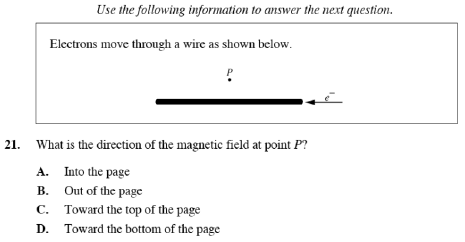 Use the following information to answer the next question.
Electrons move through a wire as shown below.
P
e⁻
21. What is the direction of the magnetic field at point P?
A. Into the page
B. Out of the page
C. Toward the top of the page
D. Toward the bottom of the page